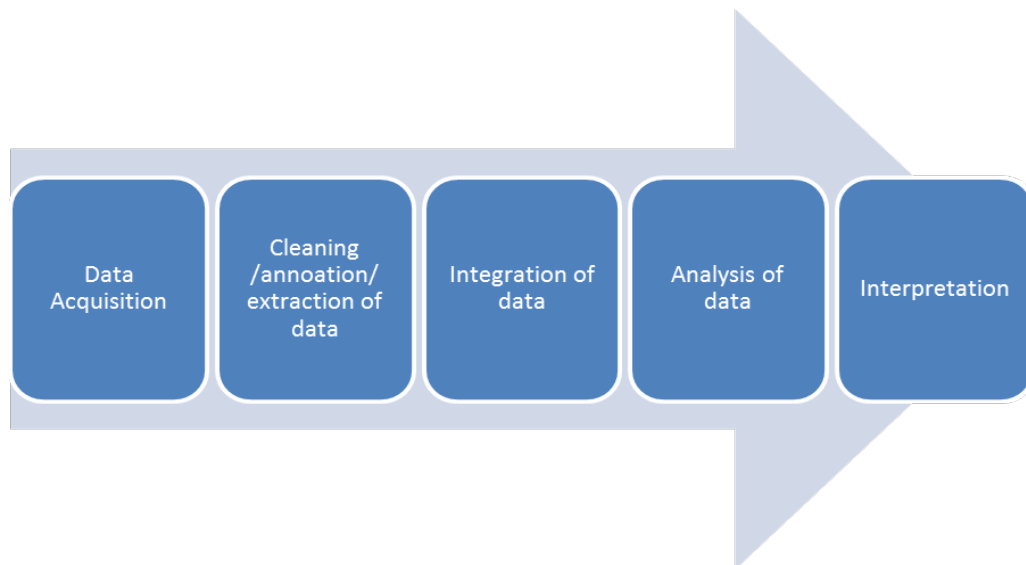 Data
Acquisition
Cleaning
/annoation/
extraction of
data
Integration of
data
Analysis of
data
Interpretation